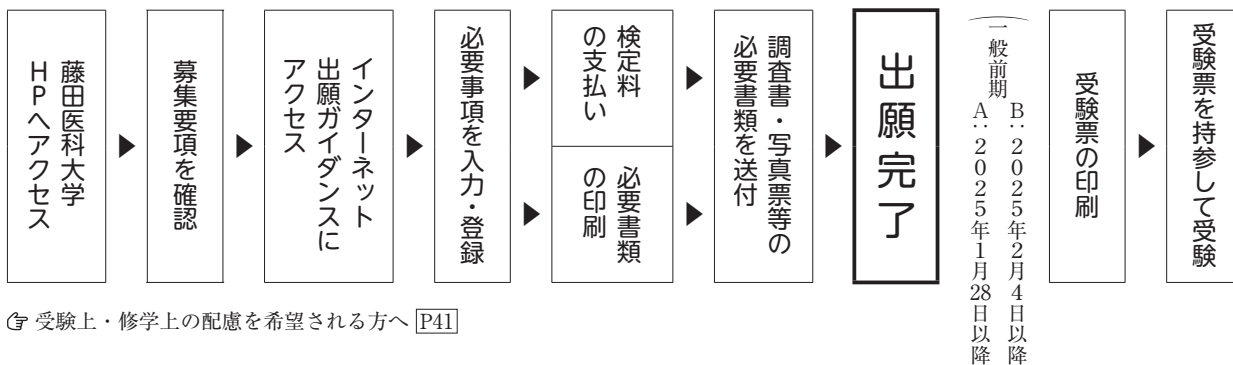 藤田医科大学
HPへアクセス
募集要項を確認
インターネット
出願ガイダンスに
アクセス
必要事項を入力・登録
検定料
の支払い
必要書類
の印刷
調査書・写真票等の
必要書類を送付
出願完了
（一般前期
B：2025年2月4日以降
A：2025年1月28日以降
受験票の印刷
受験票を持参して受験
☞ 受験上・修学上の配慮を希望される方へ P41